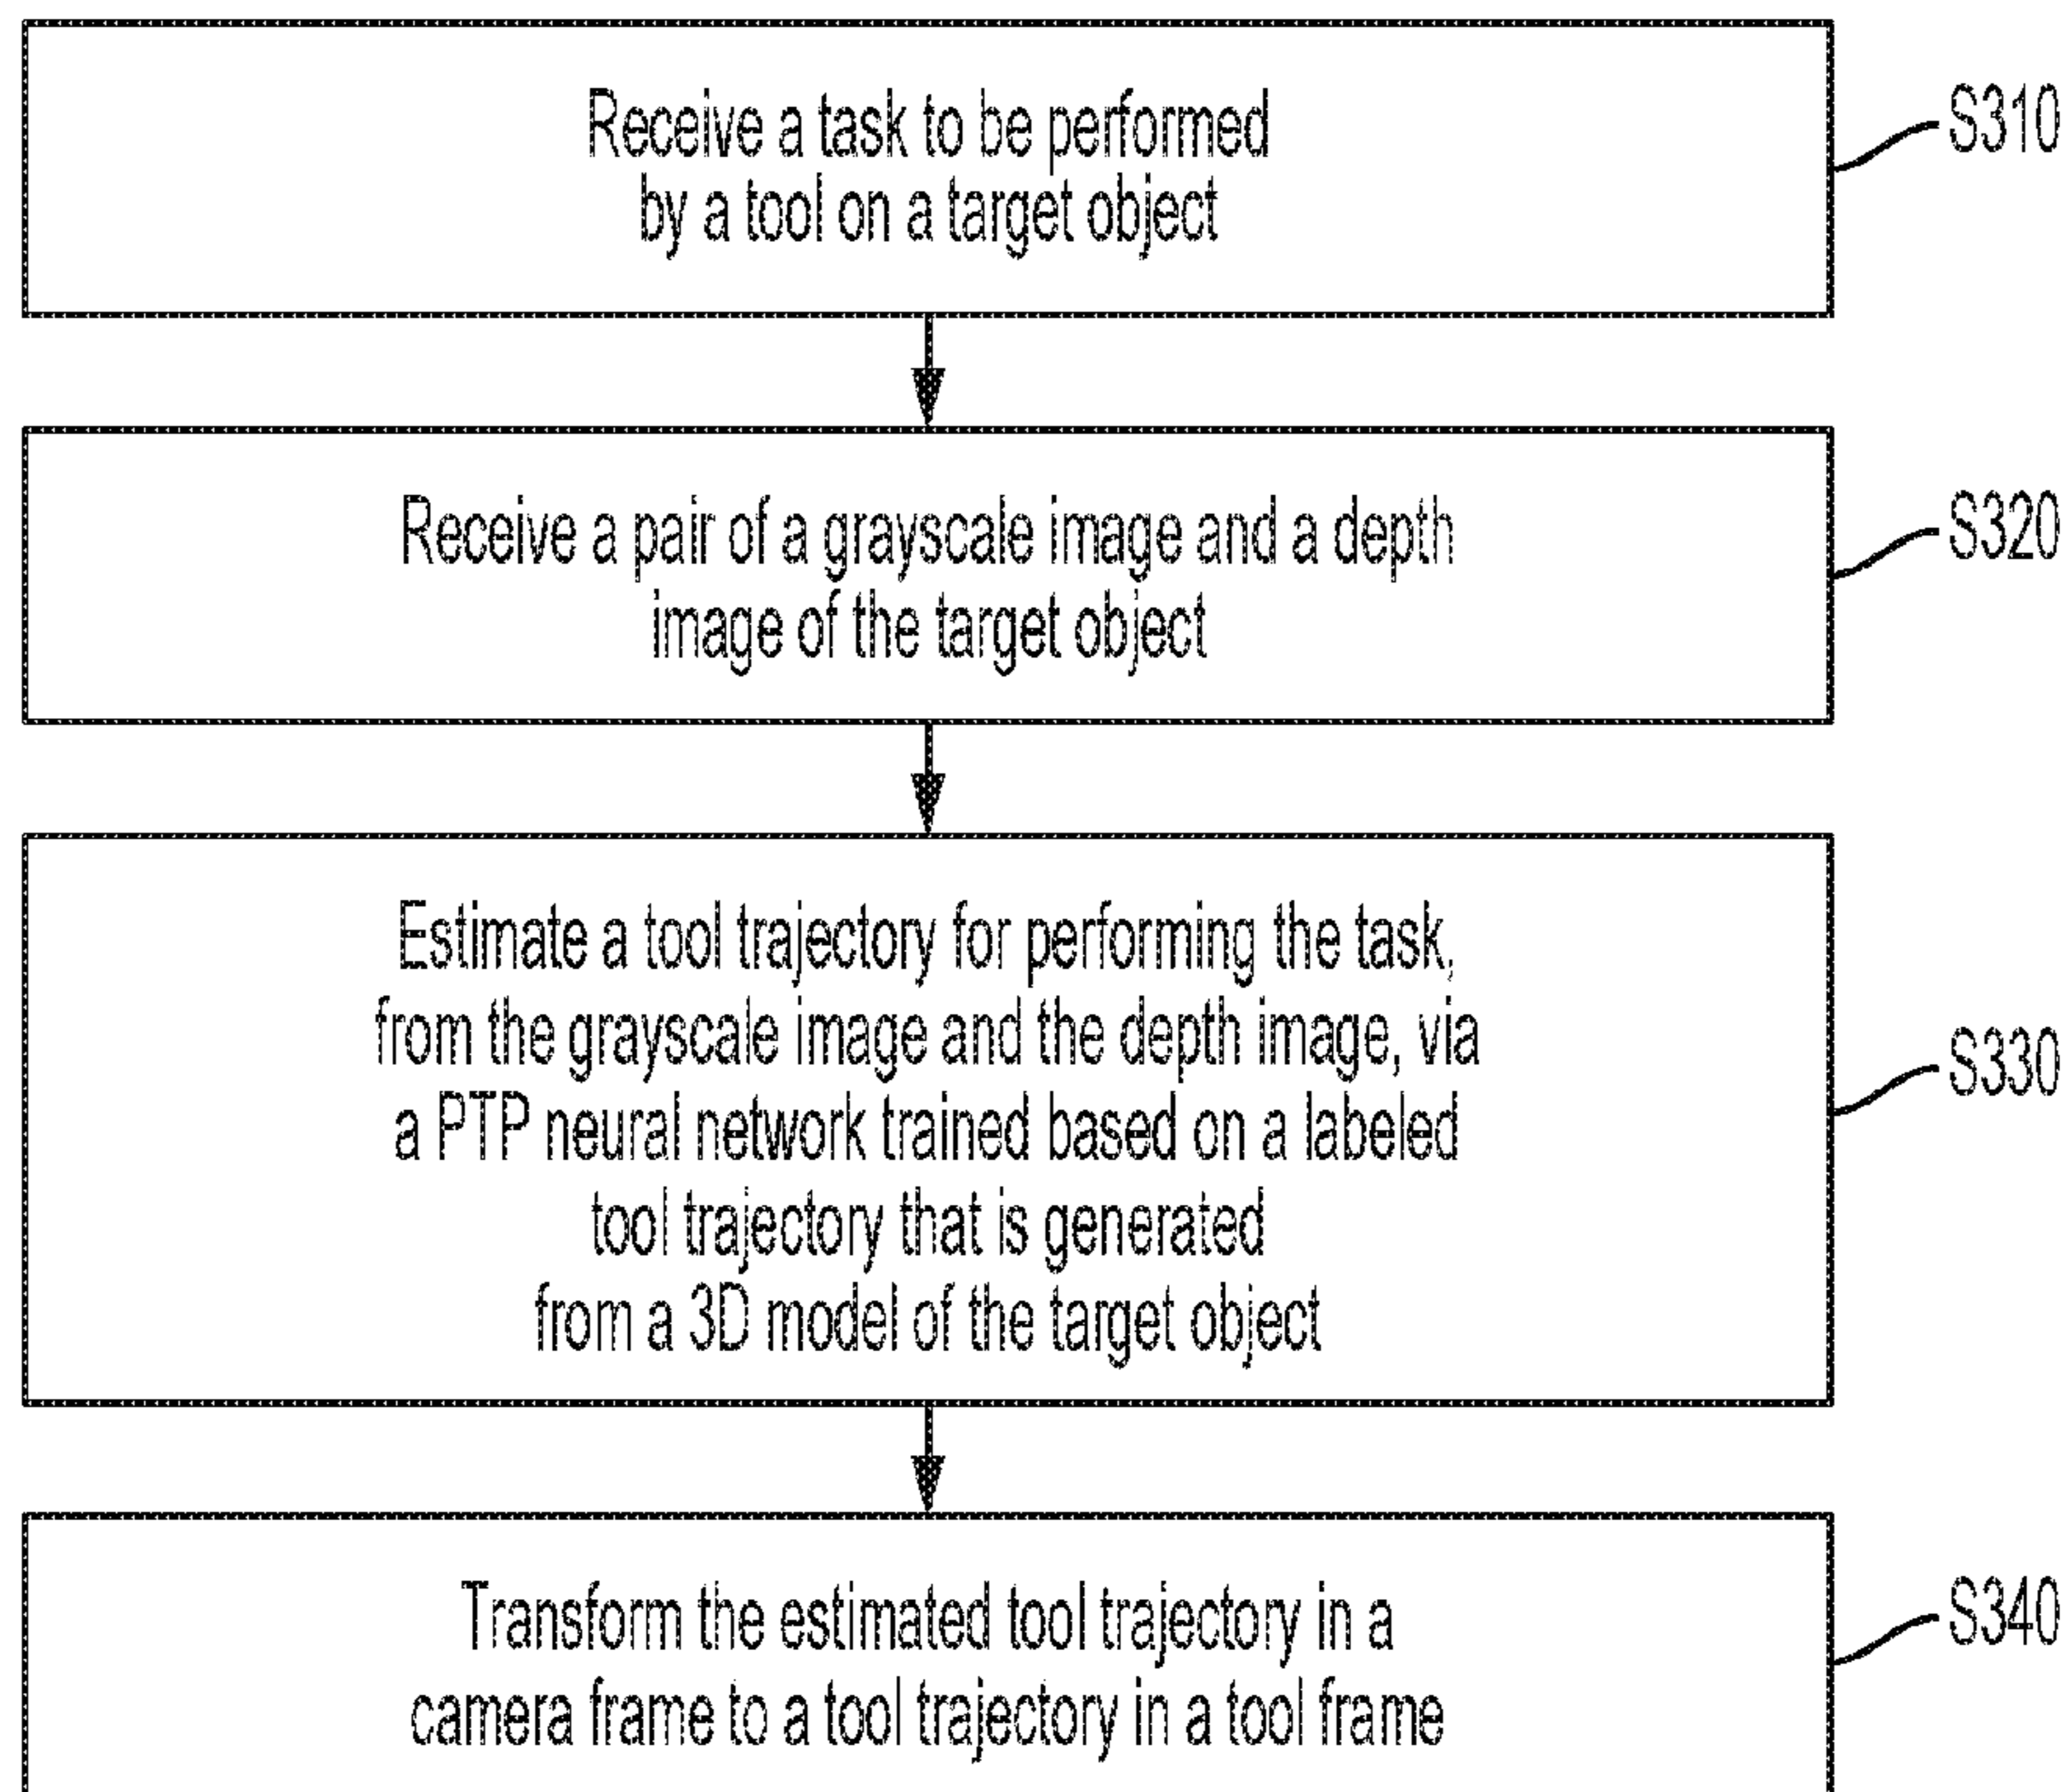 Receive a task to be performed
by a tool on a target object
S310
Receive a pair of a grayscale image and a depth
image of the target object
S320
Estimate a tool trajectory for performing the task,
from the grayscale image and the depth image, via
a PTP neural network trained based on a labeled
tool trajectory that is generated
from a 3D model of the target object
S330
Transform the estimated tool trajectory in a
camera frame to a tool trajectory in a tool frame
S340